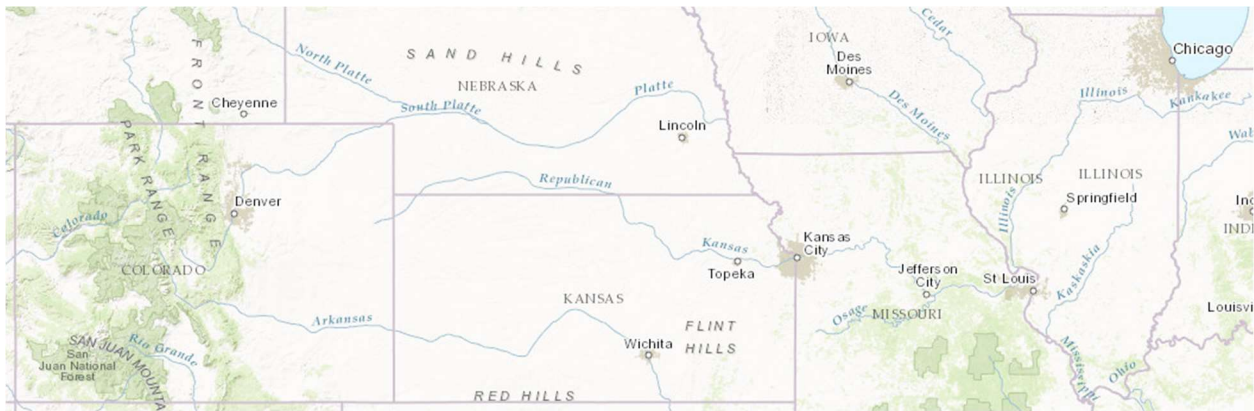 SAND HILLS
IOWA
Cedar
FRONT RANGE
North Platte
NEBRASKA
Des
Moines
Chicago
Cheyenne
South Platte
Platte
Des Moines
Illinois
Kankakee
PARK RANGE
Lincoln
Republican
ILLINOIS
ILLINOIS
Springfield
Illinois
Denver
Colorado
Kansas
Kansas
City
Topeka
COLORADO
Jefferson
City
St Louis
Kaskaskia
KANSAS
Arkansas
Osage
MISSOURI
FLINT
HILLS
Wichita
SAN JUAN MOUNTA
Rio Grande
San
Juan National
Forest
Mississippi
Ohio
Louisvi
RED HILLS
Wab
Ind
INDI